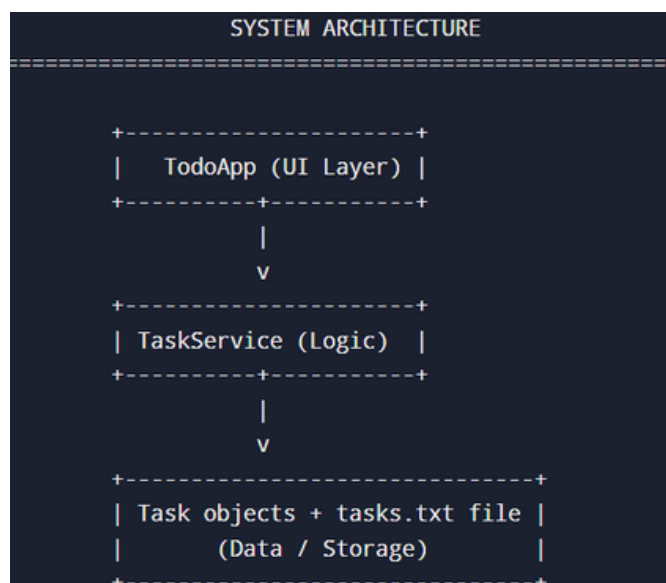 SYSTEM ARCHITECTURE
====================================================
+----------------------+
|   TodoApp (UI Layer) |
+----------+-----------+
|
v
+----------------------+
| TaskService (Logic)  |
+----------+-----------+
|
v
+-------------------------------+
| Task objects + tasks.txt file |
|       (Data / Storage)        |
+-------------------------------+